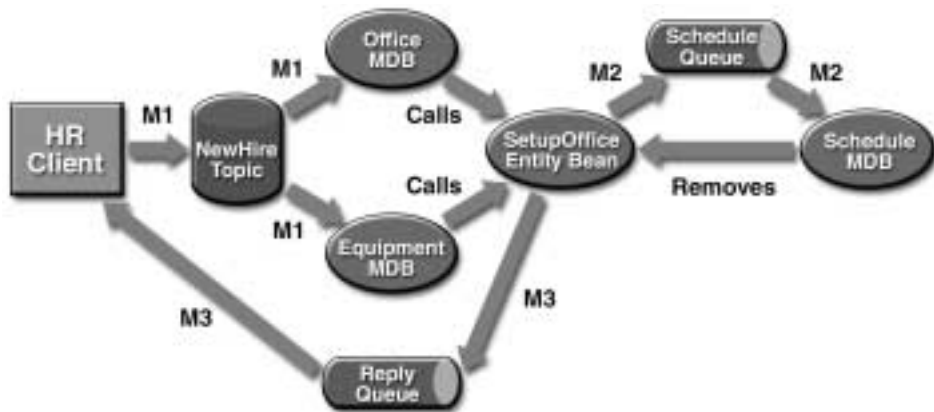 HR
Client
M1
NewHire
Topic
M1
Office
MDB
Calls
M1
Equipment
MDB
Calls
SetupOffice
Entity Bean
M2
Schedule
Queue
M2
Schedule
MDB
Removes
M3
Reply
Queue
M3